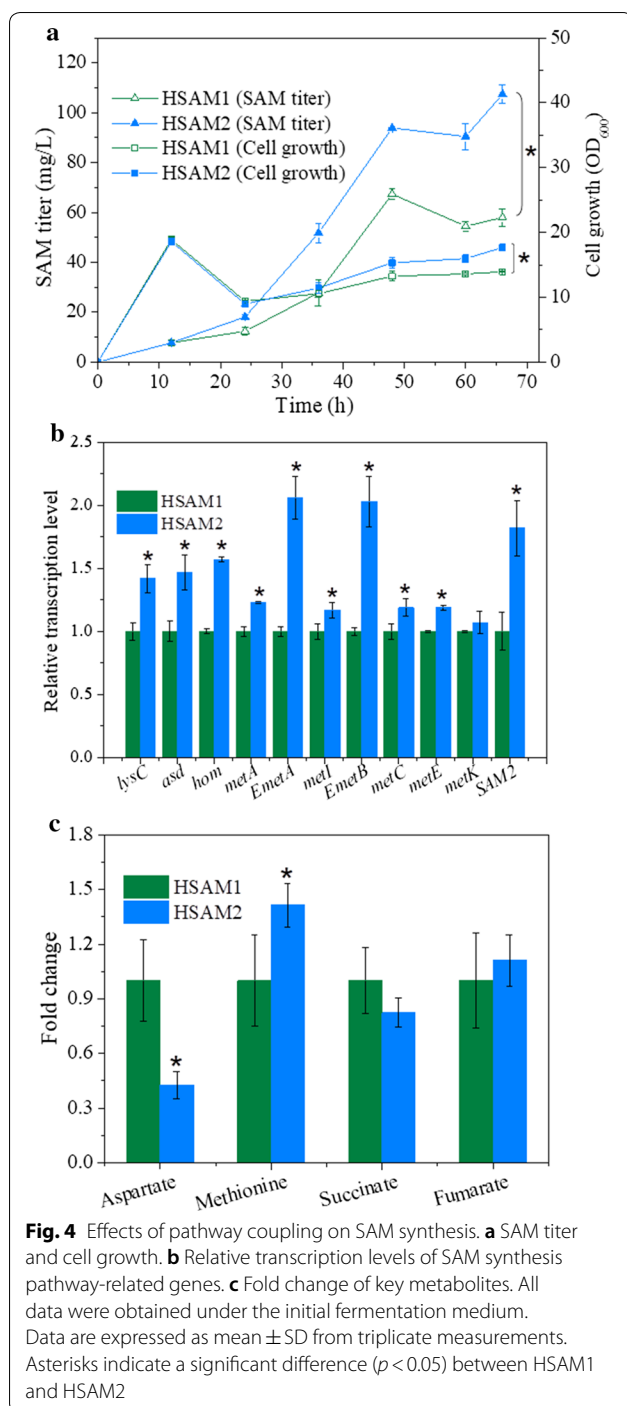 a
SAM titer (mg/L)
120
100
80
60
40
20
0
HSAM1 (SAM titer)
HSAM2 (SAM titer)
HSAM1 (Cell growth)
HSAM2 (Cell growth)
*
*
50
40
30
20
10
0
Cell growth (OD600)
0 10 20 30 40 50 60 70
Time (h)
b
Relative transcription level
2.5
2.0
1.5
1.0
0.5
0.0
HSAM1
HSAM2
* * * * * * * * * *
lysC asd hom metA EmetA metI EmetB metC metE metK SAM2
c
Fold change
1.8
1.5
1.2
0.9
0.6
0.3
0.0
HSAM1
HSAM2
*
*
Aspartate Methionine Succinate Fumarate
Fig. 4 Effects of pathway coupling on SAM synthesis. a SAM titer
and cell growth. b Relative transcription levels of SAM synthesis
pathway-related genes. c Fold change of key metabolites. All
data were obtained under the initial fermentation medium.
Data are expressed as mean ± SD from triplicate measurements.
Asterisks indicate a significant difference (p < 0.05) between HSAM1
and HSAM2